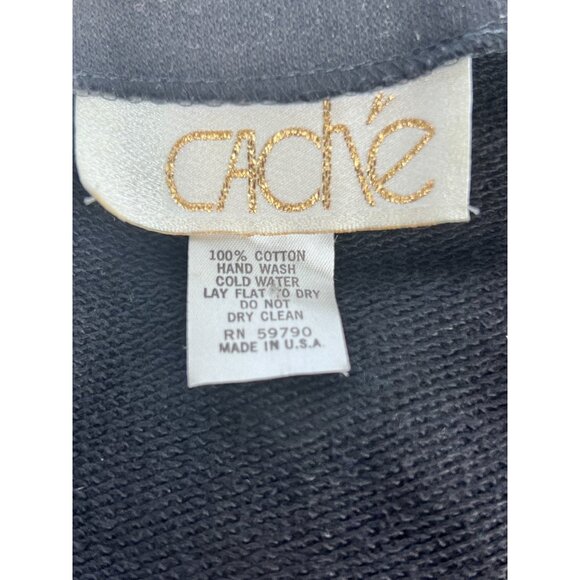 CACHÉ
100% COTTON
HAND WASH
COLD WATER
LAY FLAT TO DRY
DO NOT
DRY CLEAN
RN 59790
MADE IN U.S.A.